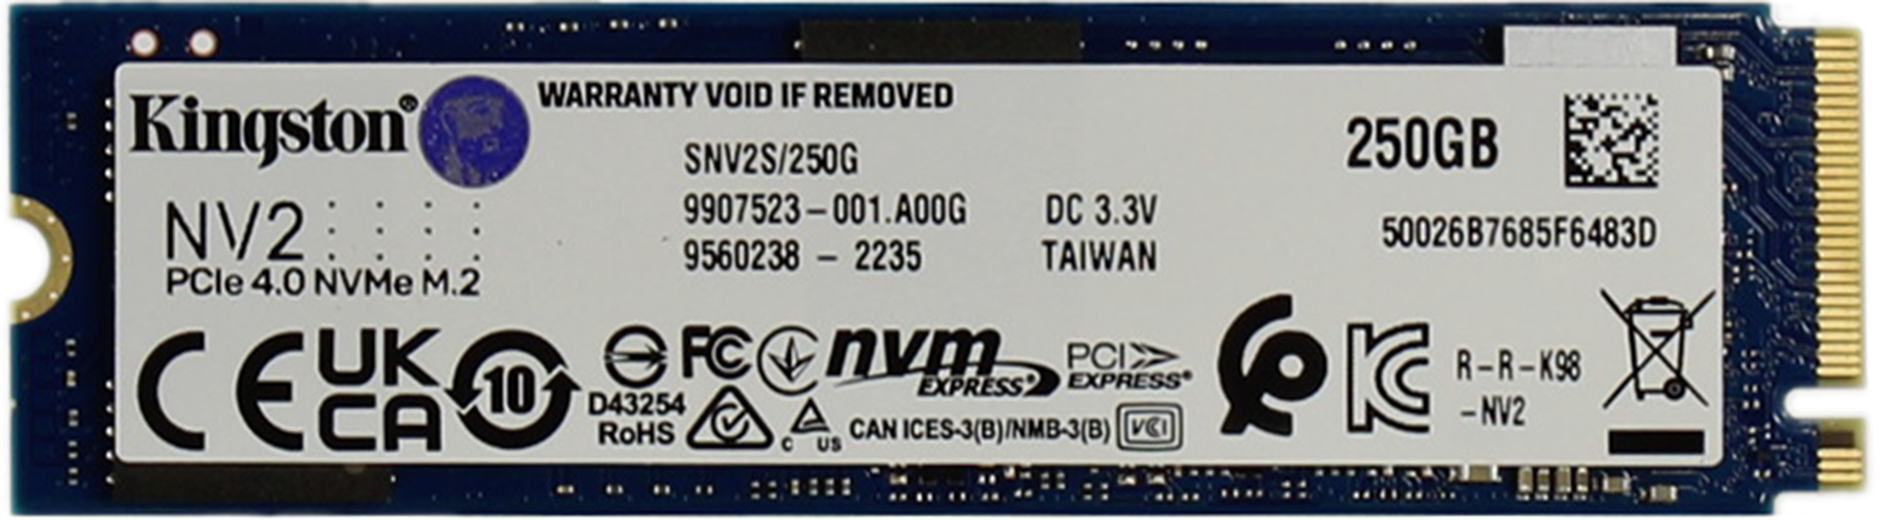 Kingston®
WARRANTY VOID IF REMOVED
SNV2S/250G
9907523-001.A00G
9560238 - 2235
DC 3.3V
TAIWAN
250GB
50026B7685F6483D
NV2
PCIe 4.0 NVMe M.2
CE
UK
CA
10
D43254
RoHS
FC
nvm
EXPRESS®
PCI
EXPRESS®
C US
CAN ICES-3(B)/NMB-3(B)
VCI
KC
R-R-K98
-NV2